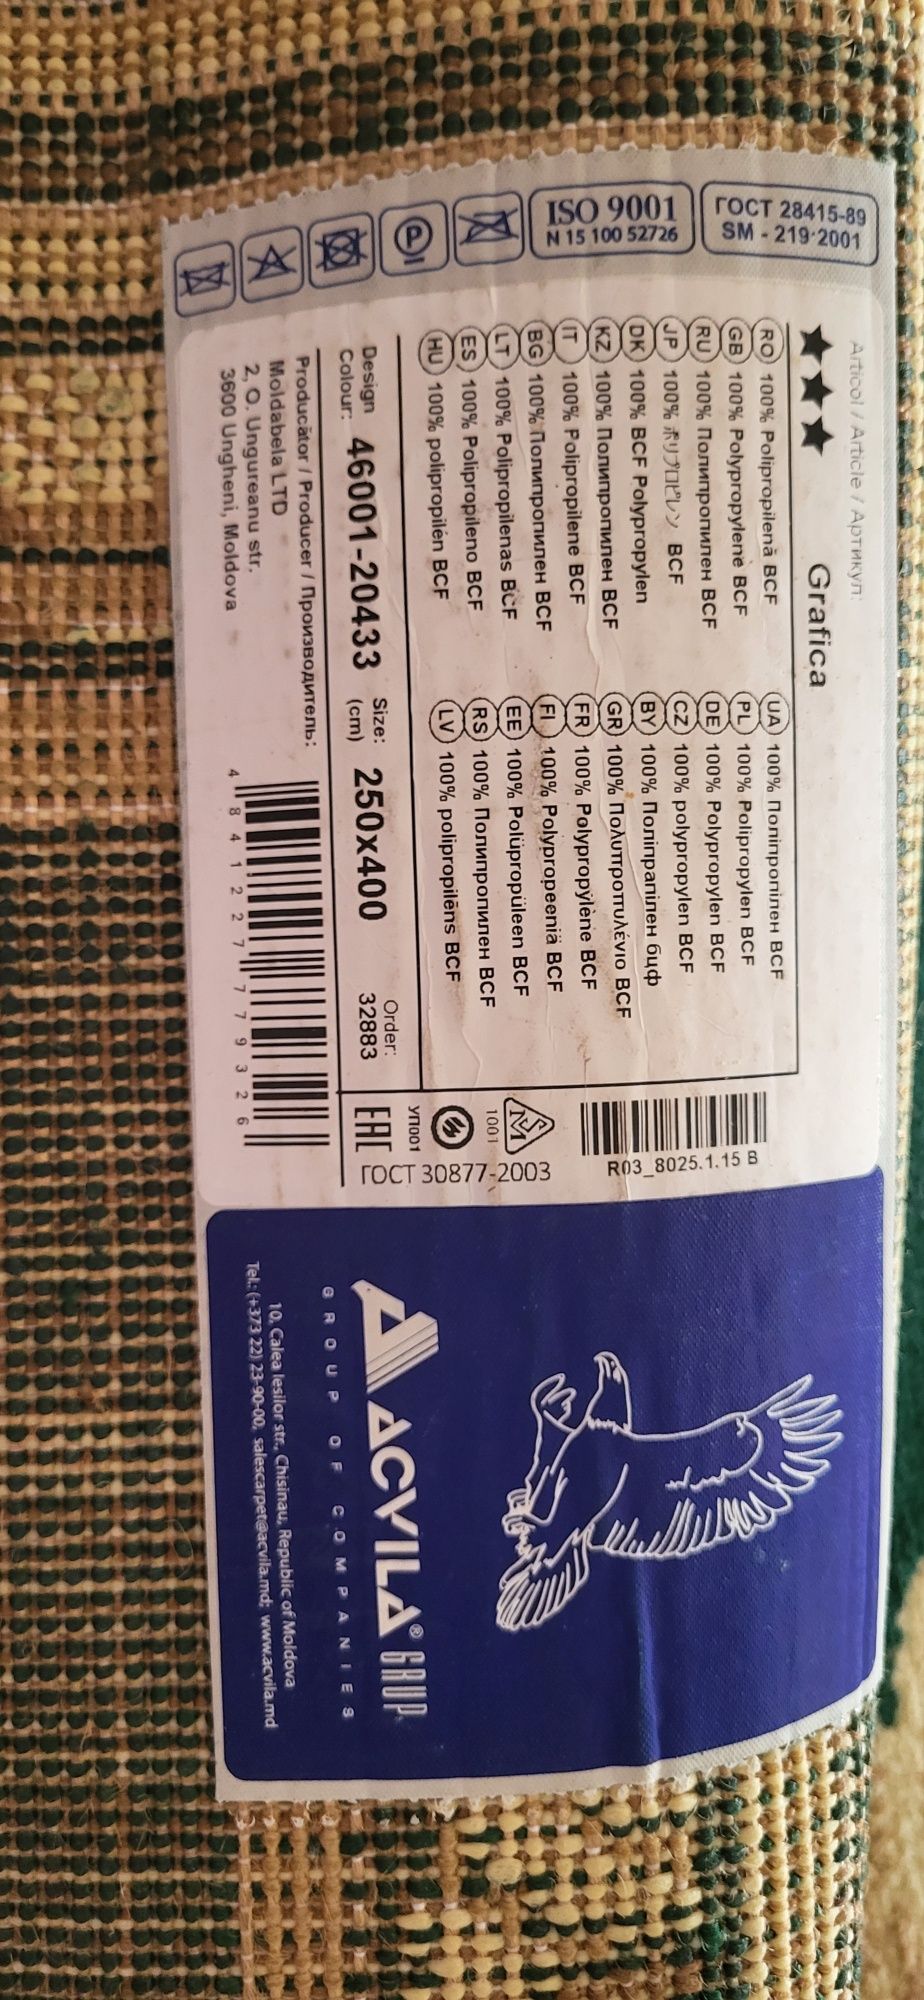 ГОСТ 28415-89
SM - 219:2001
ISO 9001
N 15 100 52726
P
Articol / Article / Артикул:
Grafica
RO 100% Polipropilenă BCF
GB 100% Polypropylene BCF
RU 100% Полипропилен BCF
JP 100% ポリプロピレン BCF
DK 100% BCF Polypropylen
KZ 100% Полипропилен BCF
IT 100% Polipropilene BCF
BG 100% Полипропилен BCF
LT 100% Polipropilenas BCF
ES 100% Polipropileno BCF
HU 100% polipropilén BCF
UA 100% Поліпропілен BCF
PL 100% Polipropylen BCF
DE 100% Polypropylen BCF
CZ 100% polypropylen BCF
BY 100% Поліпрапілен бцф
GR 100% Πολυπροπυλένιο BCF
FR 100% Polypropylène BCF
FI 100% Polypropeeniä BCF
EE 100% Polüpropüleen BCF
RS 100% Полипропилен BCF
LV 100% polipropilēns BCF
R03_8025.1.15 B
SM
1001
УП001
EAC
ГОСТ 30877-2003
Design
Colour: 46001-20433
Size:
(cm) 250x400
Order:
32883
Producător / Producer / Производитель:
Moldabela LTD
2, O. Ungureanu str.
3600 Ungheni, Moldova
4 841227 779326
ACVILA® GRUP
GROUP OF COMPANIES
10, Calea Iesilor str., Chisinau, Republic of Moldova
Tel.: (+373 22) 23-90-00, salescarpet@acvila.md; www.acvila.md